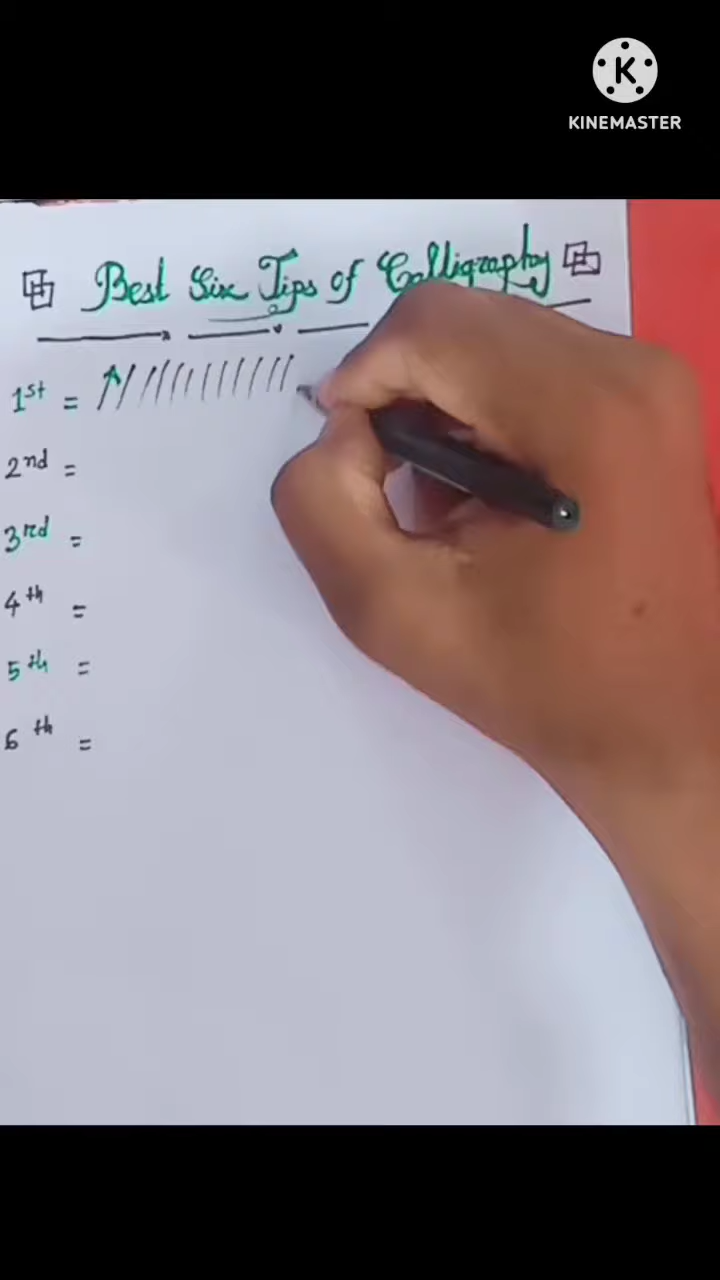 KINEMASTER
Best Six Tips of Calligraphy
1st =
2nd =
3rd =
4th =
5th =
6th =